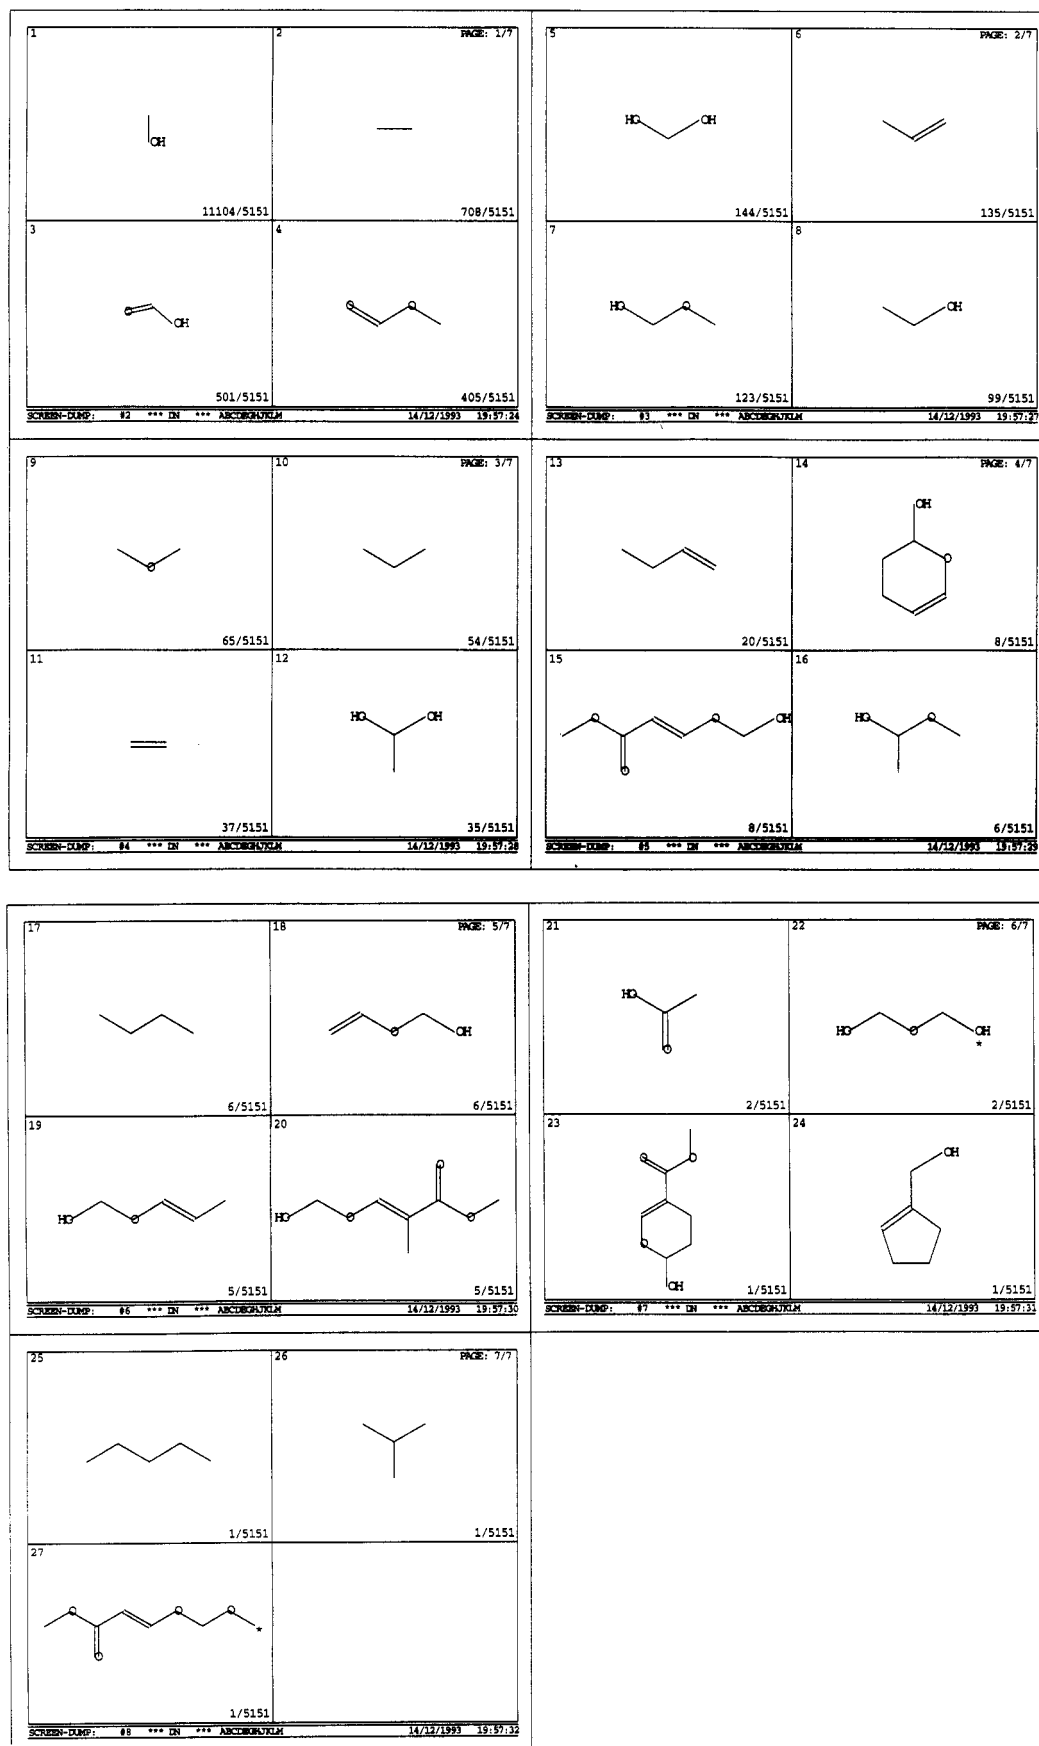 1
2
PAGE: 1/7
OH
11104/5151
708/5151
3
4
O
OH
O
O
501/5151
405/5151
SCREEN-DUMP: #2 *** DN *** ABCDEGHJKLM 14/12/1993 19:57:24
5
6
PAGE: 2/7
HO
OH
144/5151
135/5151
7
8
HO
O
OH
123/5151
99/5151
SCREEN-DUMP: #3 *** DN *** ABCDEGHJKLM 14/12/1993 19:57:27
9
10
PAGE: 3/7
O
65/5151
54/5151
11
12
HO
OH
37/5151
35/5151
SCREEN-DUMP: #4 *** DN *** ABCDEGHJKLM 14/12/1993 19:57:28
13
14
PAGE: 4/7
OH
O
20/5151
8/5151
15
16
O
O
OH
O
HO
O
8/5151
6/5151
SCREEN-DUMP: #5 *** DN *** ABCDEGHJKLM 14/12/1993 19:57:29
17
18
PAGE: 5/7
O
OH
6/5151
6/5151
19
20
HO
O
O
HO
O
O
5/5151
5/5151
SCREEN-DUMP: #6 *** DN *** ABCDEGHJKLM 14/12/1993 19:57:30
21
22
PAGE: 6/7
HO
O
HO
O
OH
*
2/5151
2/5151
23
24
O
O
O
OH
OH
1/5151
1/5151
SCREEN-DUMP: #7 *** DN *** ABCDEGHJKLM 14/12/1993 19:57:31
25
26
PAGE: 7/7
1/5151
1/5151
27
O
O
O
*
O
1/5151
SCREEN-DUMP: #8 *** DN *** ABCDEGHJKLM 14/12/1993 19:57:32